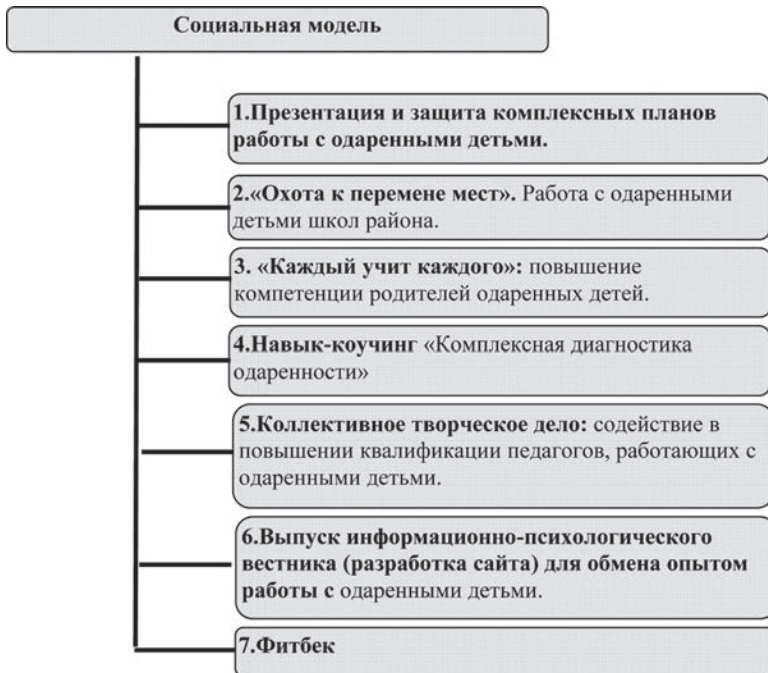 Социальная модель
1.Презентация и защита комплексных планов
работы с одаренными детьми.
2.«Охота к перемене мест». Работа с одаренными
детьми школ района.
3. «Каждый учит каждого»: повышение
компетенции родителей одаренных детей.
4.Навык-коучинг «Комплексная диагностика
одаренности»
5.Коллективное творческое дело: содействие в
повышении квалификации педагогов, работающих с
одаренными детьми.
6.Выпуск информационно-психологического
вестника (разработка сайта) для обмена опытом
работы с одаренными детьми.
7.Фитбек